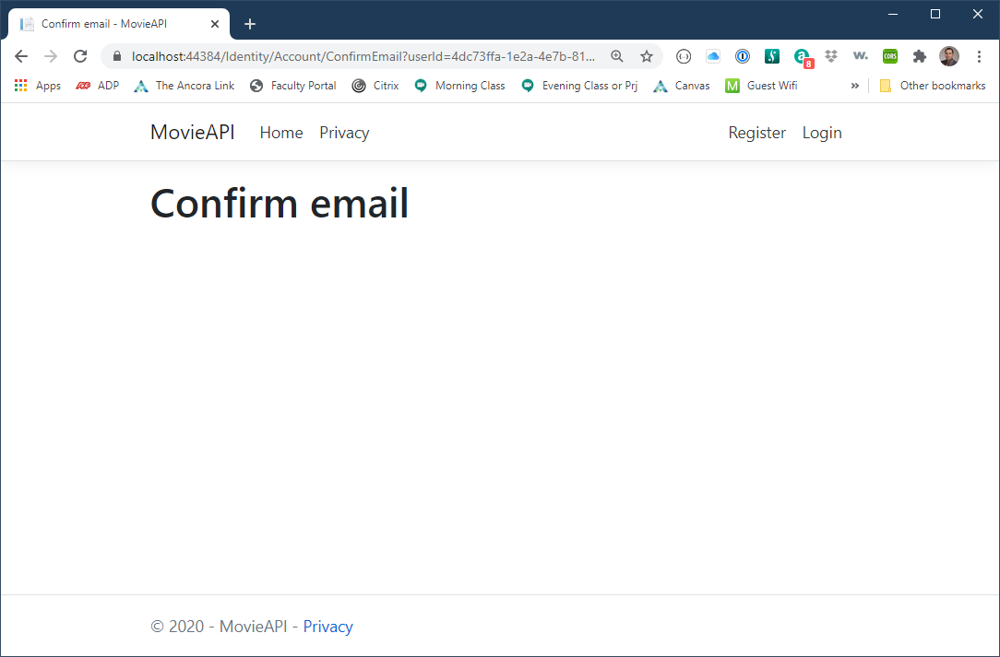 Confirm email - MovieAPI
localhost:44384/Identity/Account/ConfirmEmail?userId=4dc73ffa-1e2a-4e7b-81...
8
w.
CORS
Apps
ADP
The Ancora Link
Faculty Portal
Citrix
Morning Class
Evening Class or Prj
Canvas
M
Guest Wifi
»
Other bookmarks
MovieAPI Home Privacy Register Login
Confirm email
© 2020 - MovieAPI - Privacy